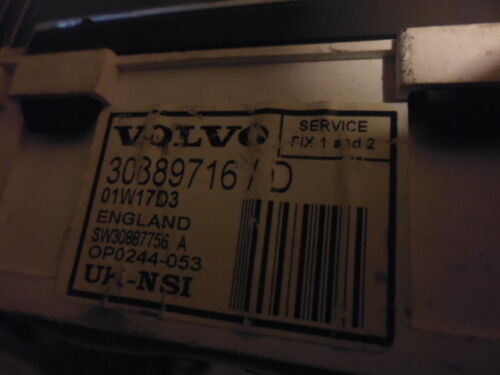 VOLVO
SERVICE
FIX 1 and 2
30889716 / D
01W17D3
ENGLAND
SW30887756 A
OP0244-053
UK-NSI